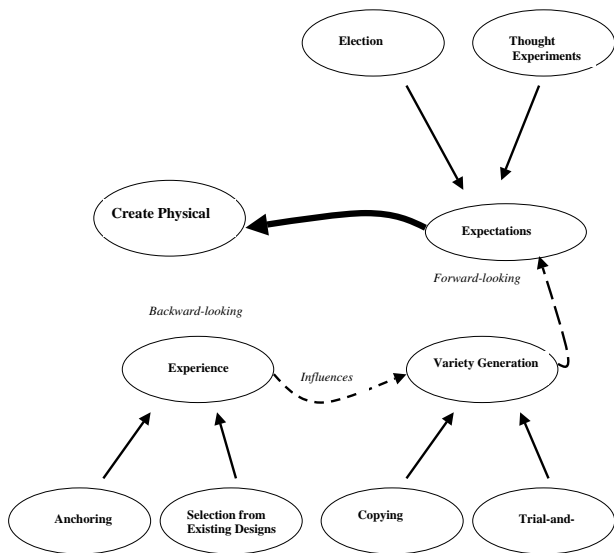 Election
Thought
Experiments
Create Physical
Expectations
Forward-looking
Backward-looking
Experience
Influences
Variety Generation
Anchoring
Selection from
Existing Designs
Copying
Trial-and-